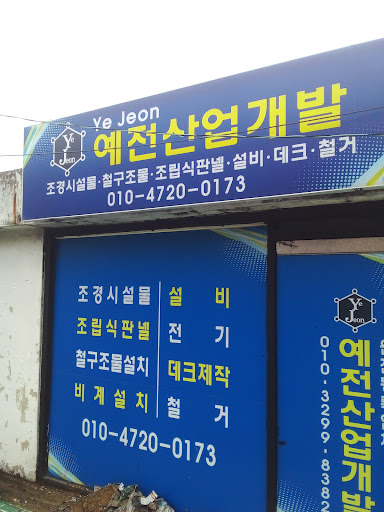 Ye Jeon
Ye Jeon
예전산업개발
조경시설물·철구조물·조립식판넬·설비·데크·철거
010-4720-0173
조경시설물 설비
조립식판넬 전기
철구조물설치 데크제작
비계설치 철거
010-4720-0173
Ye Jeon
예전산업개발
010·3299·8382